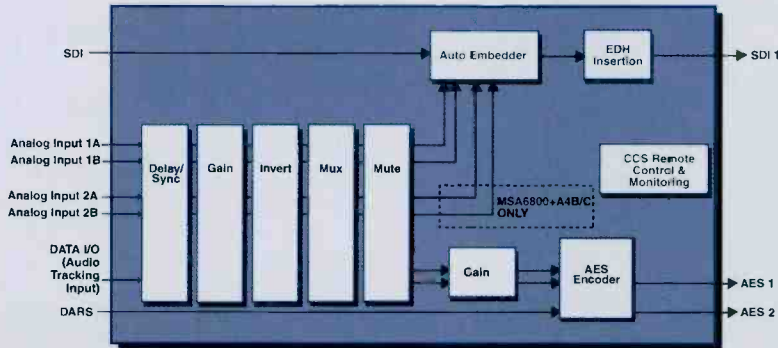 SDI
Auto Embedder
EDH
Insertion
SDI 1
Analog Input 1A
Analog Input 1B
Analog Input 2A
Analog Input 2B
DATA I/O
(Audio
Tracking
Input)
DARS
Delay/
Sync
Gain
Invert
Mux
Mute
CCS Remote
Control &
Monitoring
MSA6800+A4B/C
ONLY
Gain
AES
Encoder
AES 1
AES 2